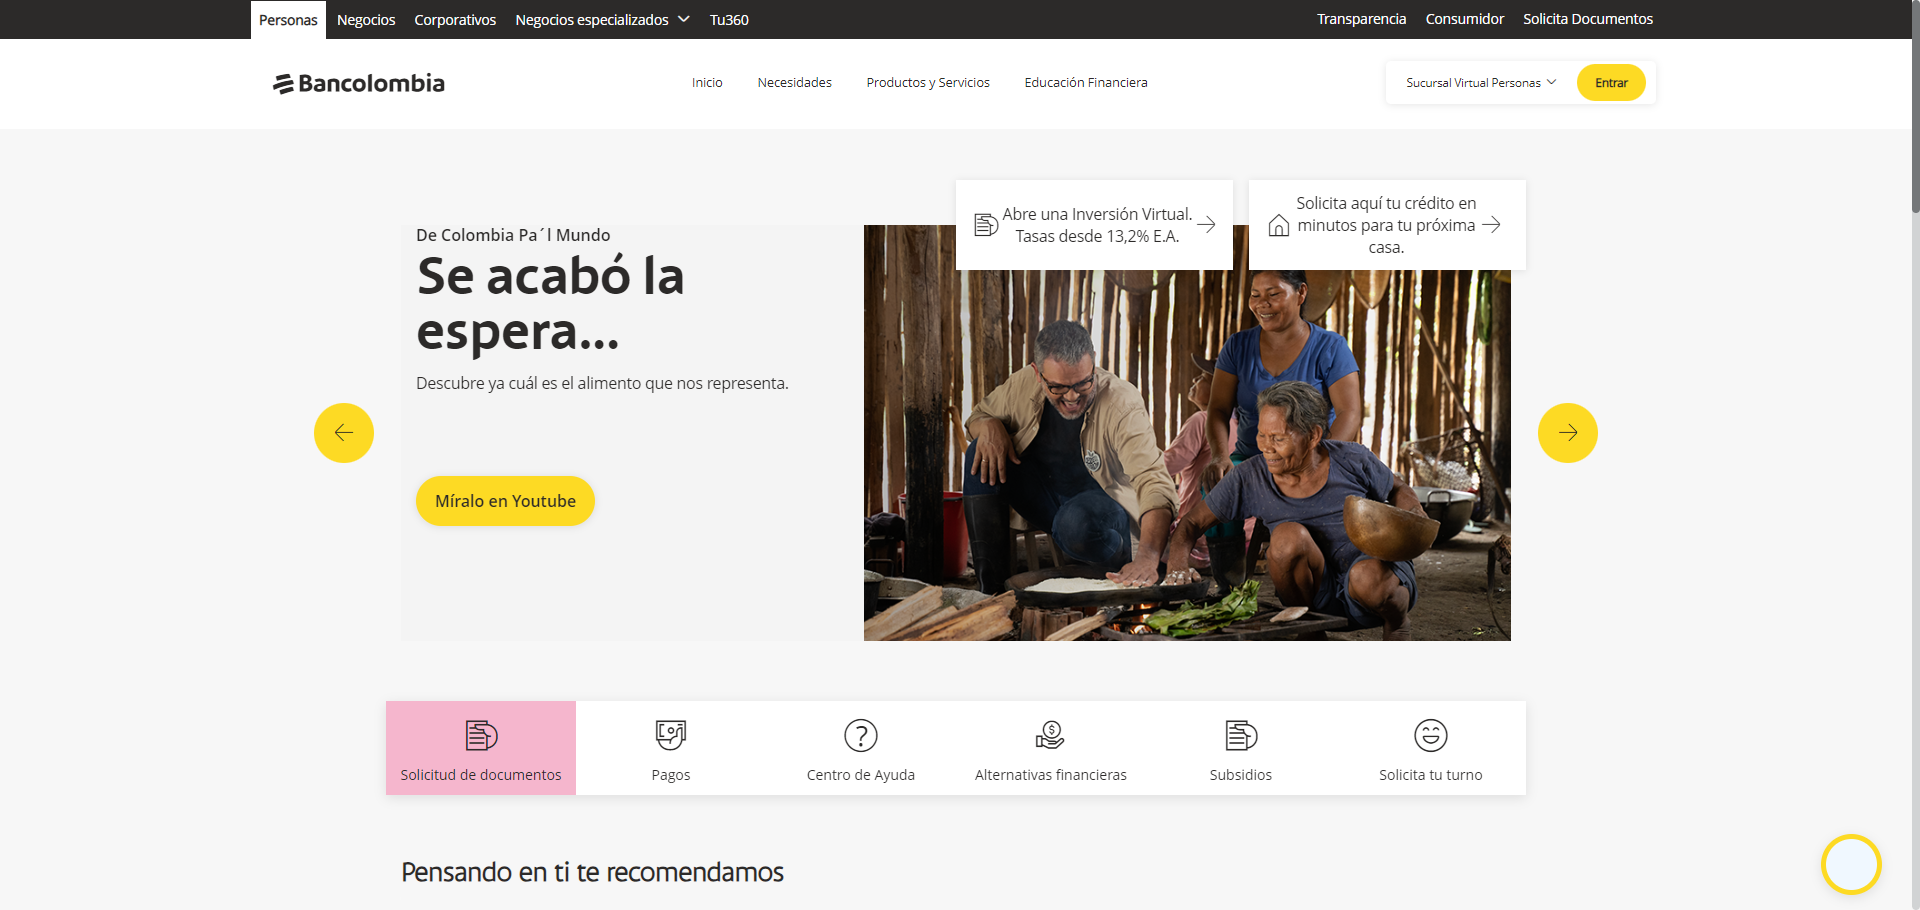 Personas Negocios Corporativos Negocios especializados Tu360 Transparencia Consumidor Solicita Documentos
Bancolombia Inicio Necesidades Productos y Servicios Educación Financiera Sucursal Virtual Personas Entrar
Abre una Inversión Virtual.
Tasas desde 13,2% E.A.
Solicita aquí tu crédito en
minutos para tu próxima
casa.
De Colombia Pa´l Mundo
Se acabó la
espera...
Descubre ya cuál es el alimento que nos representa.
Míralo en Youtube
Solicitud de documentos Pagos Centro de Ayuda Alternativas financieras Subsidios Solicita tu turno
Pensando en ti te recomendamos